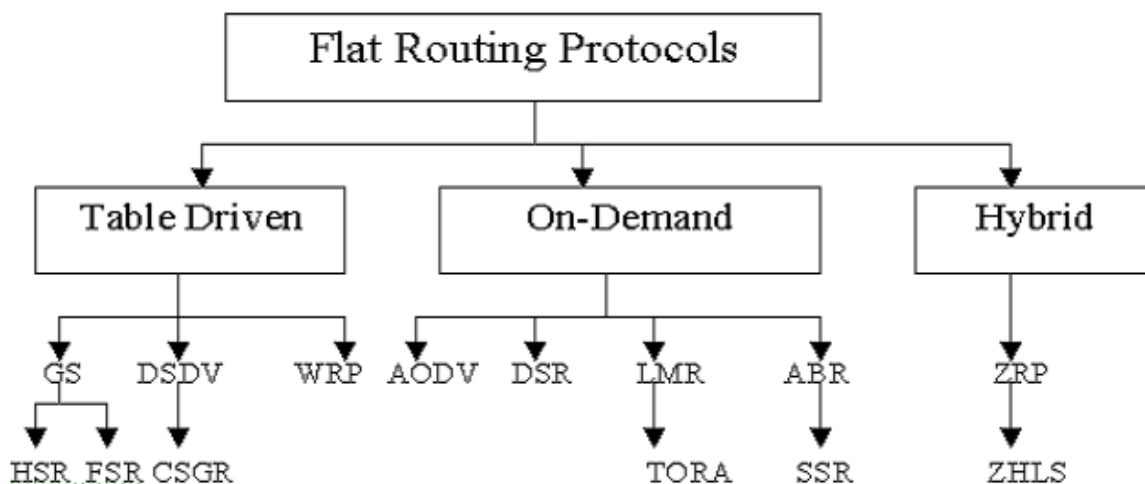 Flat Routing Protocols
Table Driven On-Demand Hybrid
GS DSDV WRP AODV DSR LMR ABR ZRP
HSR FSR CSGR TORA SSR ZHLS